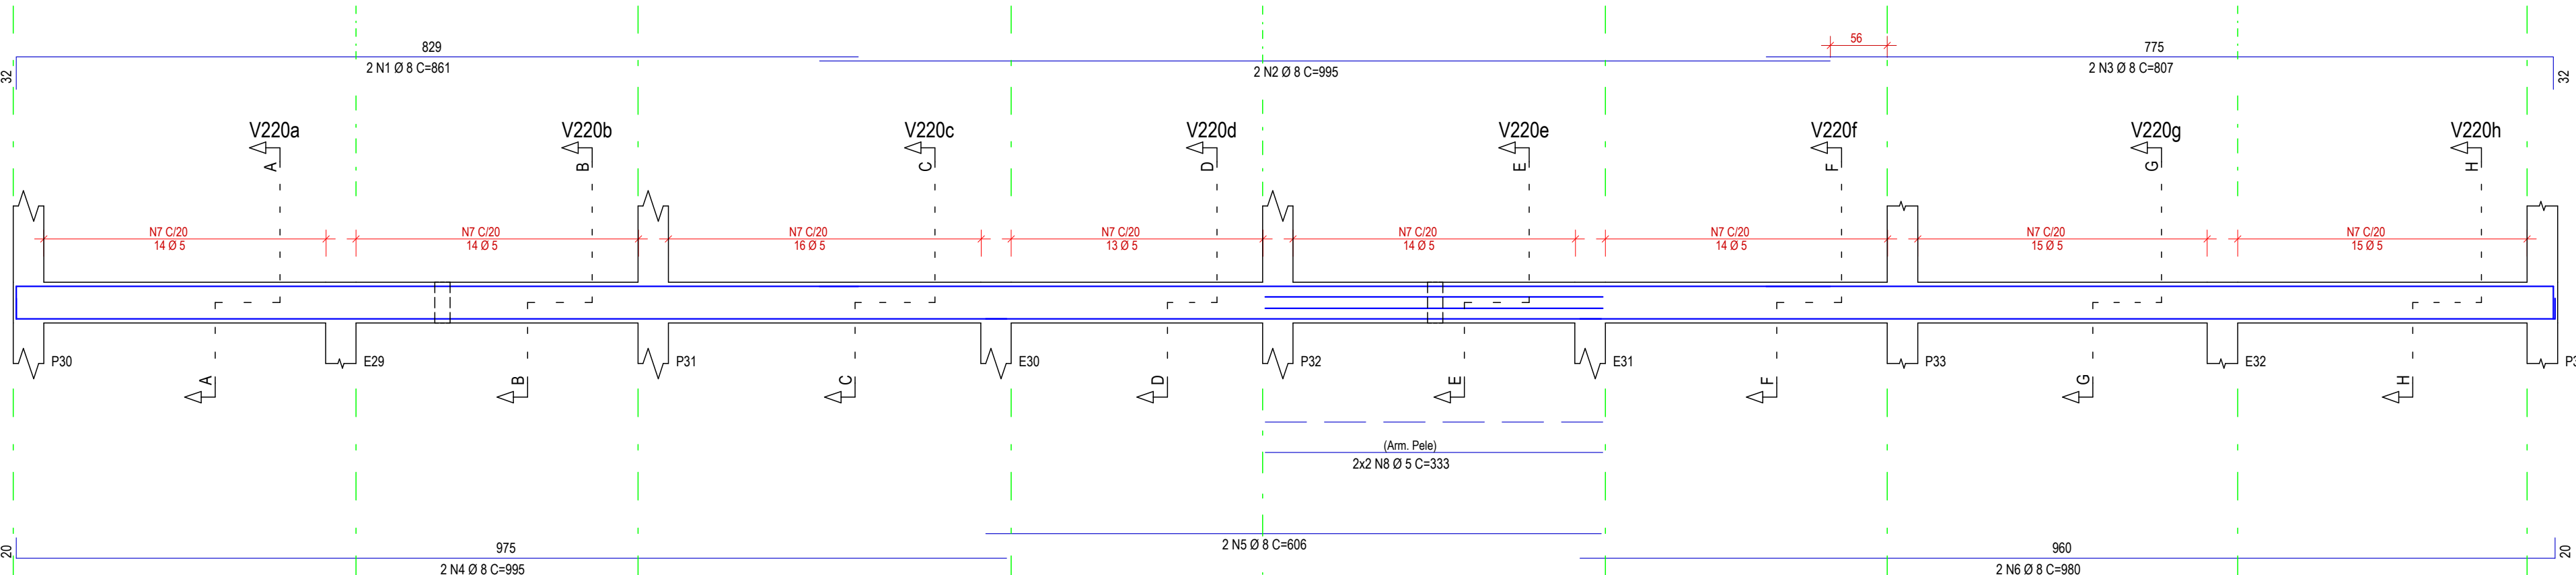 829
2 N1 Ø 8 C=861
32
2 N2 Ø 8 C=995
56
775
2 N3 Ø 8 C=807
32
V220a
V220b
V220c
V220d
V220e
V220f
V220g
V220h
A
B
C
D
E
F
G
H
N7 C/20
14 Ø 5
N7 C/20
14 Ø 5
N7 C/20
16 Ø 5
N7 C/20
13 Ø 5
N7 C/20
14 Ø 5
N7 C/20
14 Ø 5
N7 C/20
15 Ø 5
N7 C/20
15 Ø 5
P30
E29
P31
E30
P32
E31
P33
E32
A
B
C
D
E
F
G
H
(Arm. Pele)
2x2 N8 Ø 5 C=333
2 N5 Ø 8 C=606
20
975
2 N4 Ø 8 C=995
960
2 N6 Ø 8 C=980
20